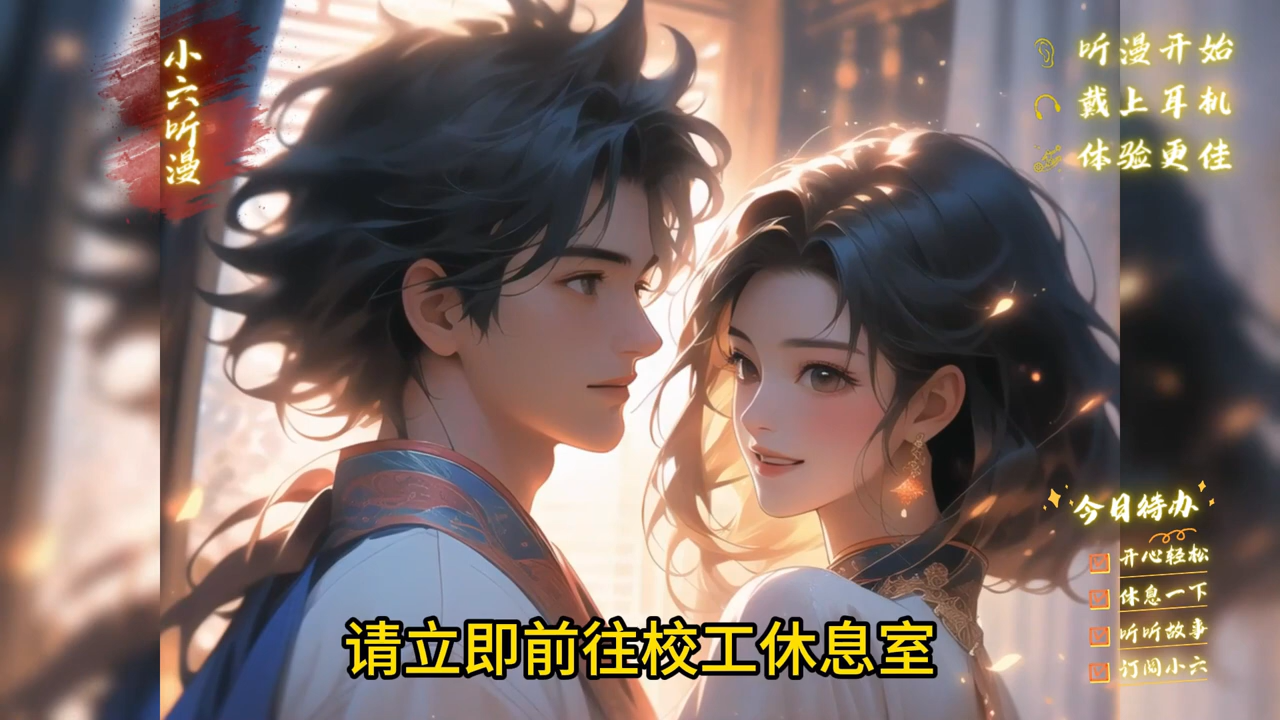 小六听漫
听漫开始
戴上耳机
体验更佳
今日待办
开心轻松
休息一下
听听故事
订阅小六
请立即前往校工休息室